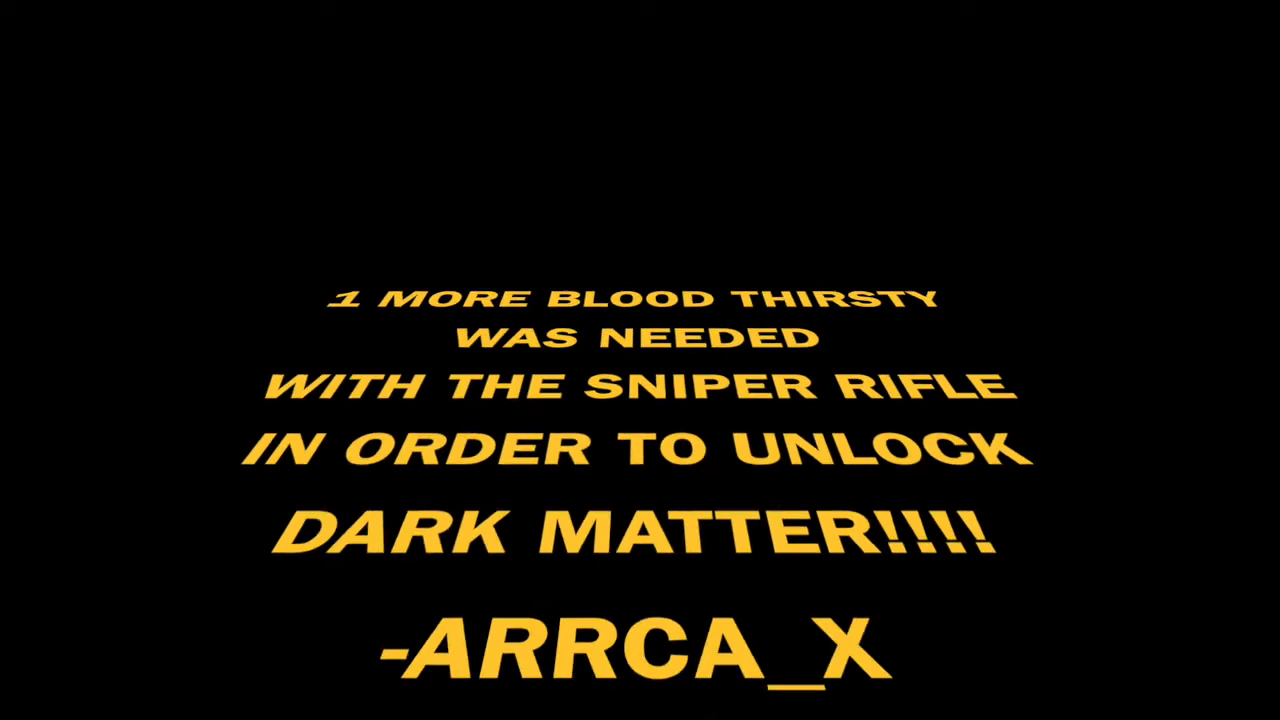 1 MORE BLOOD THIRSTY
WAS NEEDED
WITH THE SNIPER RIFLE
IN ORDER TO UNLOCK
DARK MATTER!!!!
-ARRCA_X